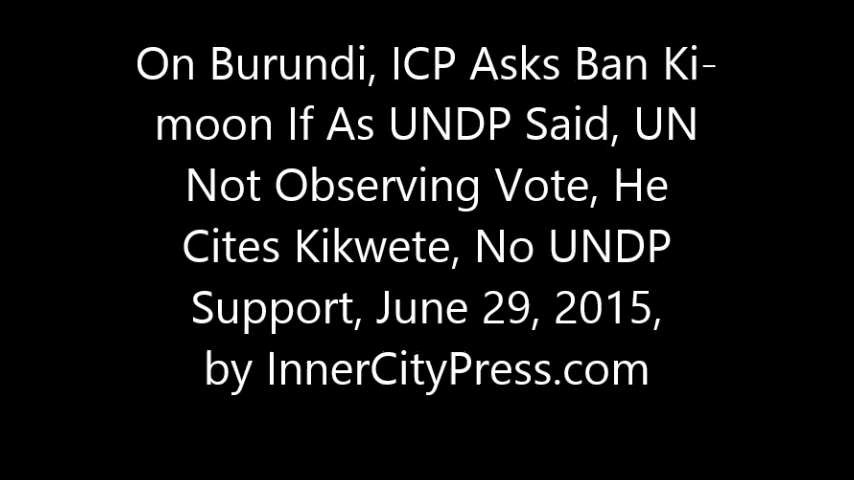 On Burundi, ICP Asks Ban Ki-
moon If As UNDP Said, UN
Not Observing Vote, He
Cites Kikwete, No UNDP
Support, June 29, 2015,
by InnerCityPress.com